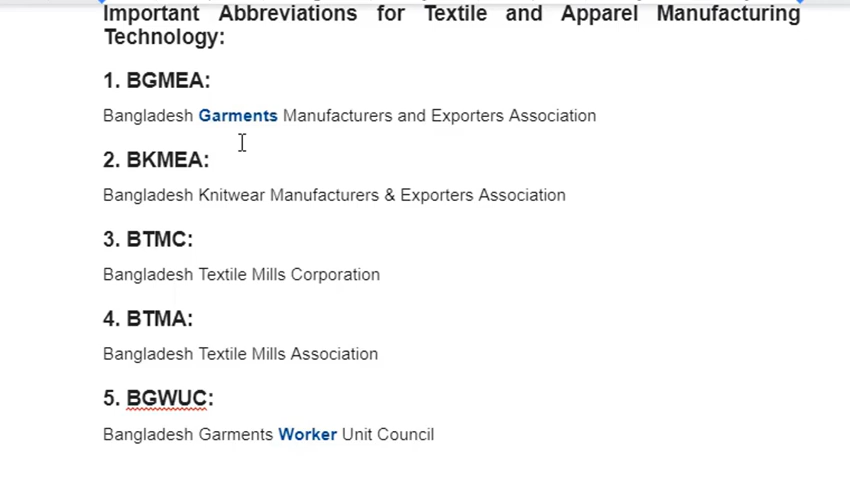 Important Abbreviations for Textile and Apparel Manufacturing
Technology:
1. BGMEA:
Bangladesh Garments Manufacturers and Exporters Association
2. BKMEA:
Bangladesh Knitwear Manufacturers & Exporters Association
3. BTMC:
Bangladesh Textile Mills Corporation
4. BTMA:
Bangladesh Textile Mills Association
5. BGWUC:
Bangladesh Garments Worker Unit Council